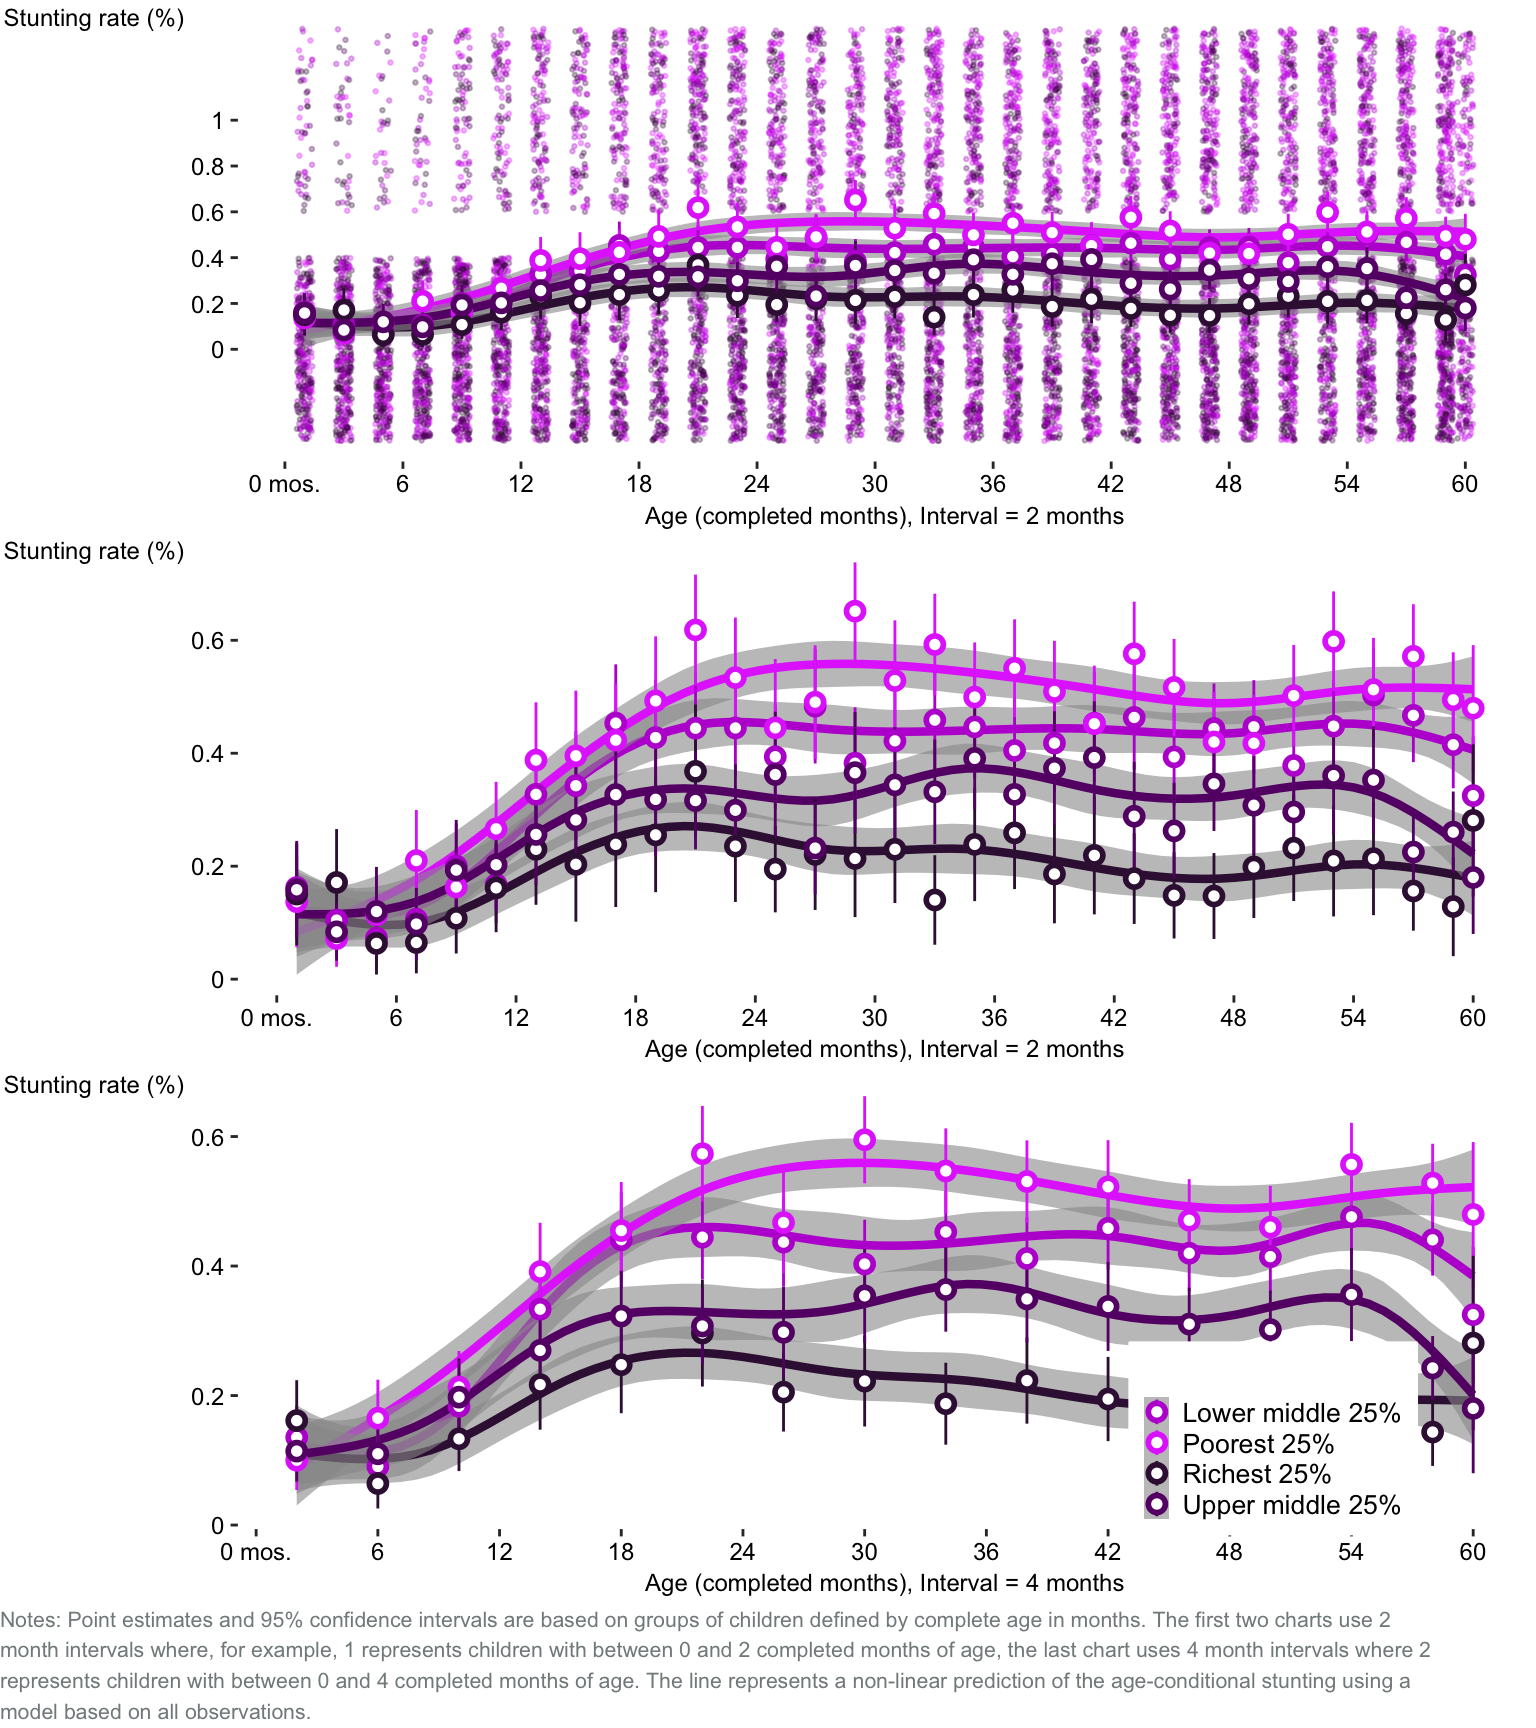 Stunting rate (%)
1
0.8
0.6
0.4
0.2
0
0 mos. 6 12 18 24 30 36 42 48 54 60
Age (completed months), Interval = 2 months
Stunting rate (%)
0.6
0.4
0.2
0
0 mos. 6 12 18 24 30 36 42 48 54 60
Age (completed months), Interval = 2 months
Stunting rate (%)
0.6
0.4
0.2
0
Lower middle 25%
Poorest 25%
Richest 25%
Upper middle 25%
0 mos. 6 12 18 24 30 36 42 48 54 60
Age (completed months), Interval = 4 months
Notes: Point estimates and 95% confidence intervals are based on groups of children defined by complete age in months. The first two charts use 2
month intervals where, for example, 1 represents children with between 0 and 2 completed months of age, the last chart uses 4 month intervals where 2
represents children with between 0 and 4 completed months of age. The line represents a non-linear prediction of the age-conditional stunting using a
model based on all observations.